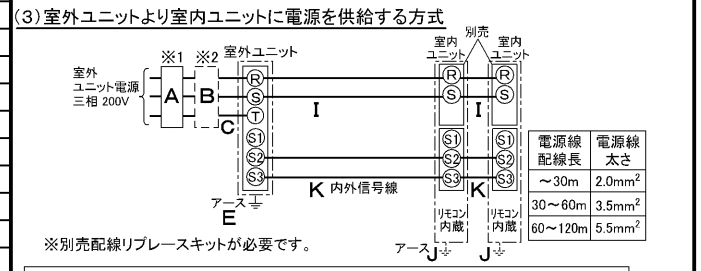 (3)室外ユニットより室内ユニットに電源を供給する方式
※1 ※2 室外ユニット
別売
室内
ユニット
室内
ユニット
室外
ユニット電源
三相 200V
A
B
C
R
S
T
S1
S2
S3
I
R
S
S1
S2
S3
I
R
S
S1
S2
S3
K 内外信号線
K
アース
E
リモコン
内蔵
リモコン
内蔵
アース J
J
電源線
配線長
電源線
太さ
~30m 2.0mm²
30~60m 3.5mm²
60~120m 5.5mm²
※別売配線リプレースキットが必要です。